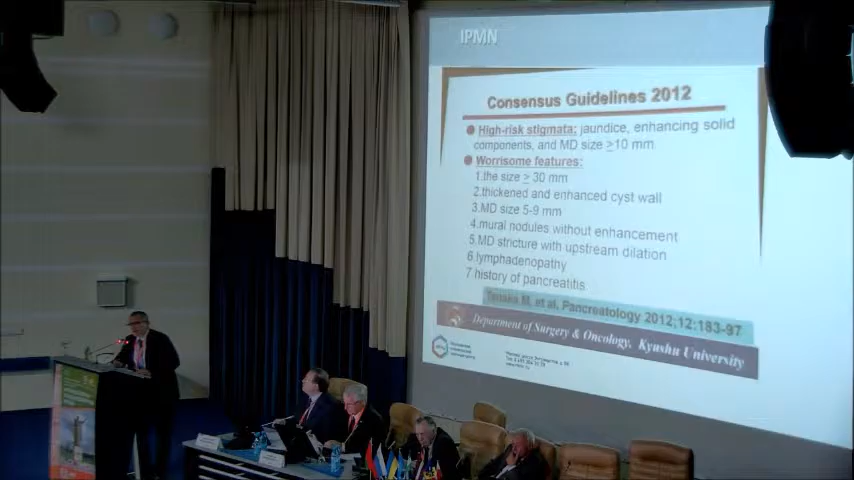 IPMN
Consensus Guidelines 2012
High-risk stigmata: jaundice, enhancing solid
components, and MD size ≥10 mm.
Worrisome features:
1.the size ≥ 30 mm
2.thickened and enhanced cyst wall
3.MD size 5-9 mm
4.mural nodules without enhancement
5.MD stricture with upstream dilation
6.lymphadenopathy
7 history of pancreatitis
Tanaka M, et al, Pancreatology 2012;12:183-97
Department of Surgery & Oncology, Kyushu University